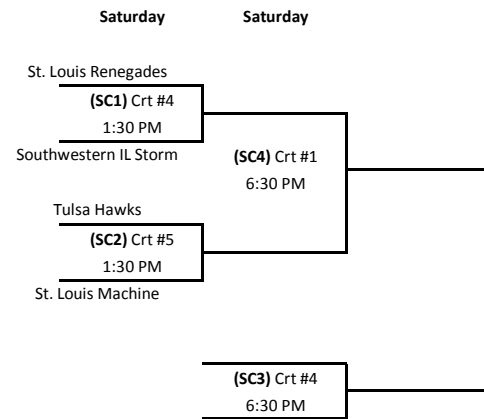 Saturday Saturday
St. Louis Renegades
(SC1) Crt #4
1:30 PM
Southwestern IL Storm
(SC4) Crt #1
6:30 PM
Tulsa Hawks
(SC2) Crt #5
1:30 PM
St. Louis Machine
(SC3) Crt #4
6:30 PM